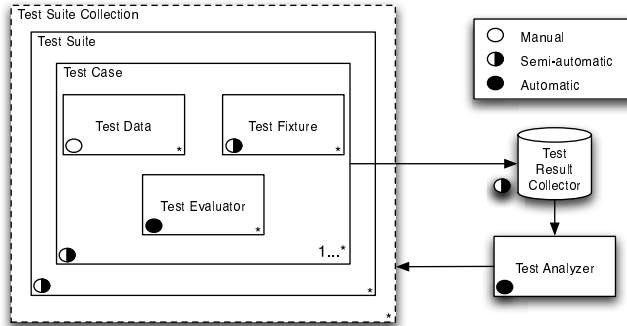 Test Suite Collection
Test Suite
Test Case
Test Data
*
Test Fixture
*
Test Evaluator
*
1...*
*
*
Manual
Semi-automatic
Automatic
Test
Result
Collector
Test Analyzer